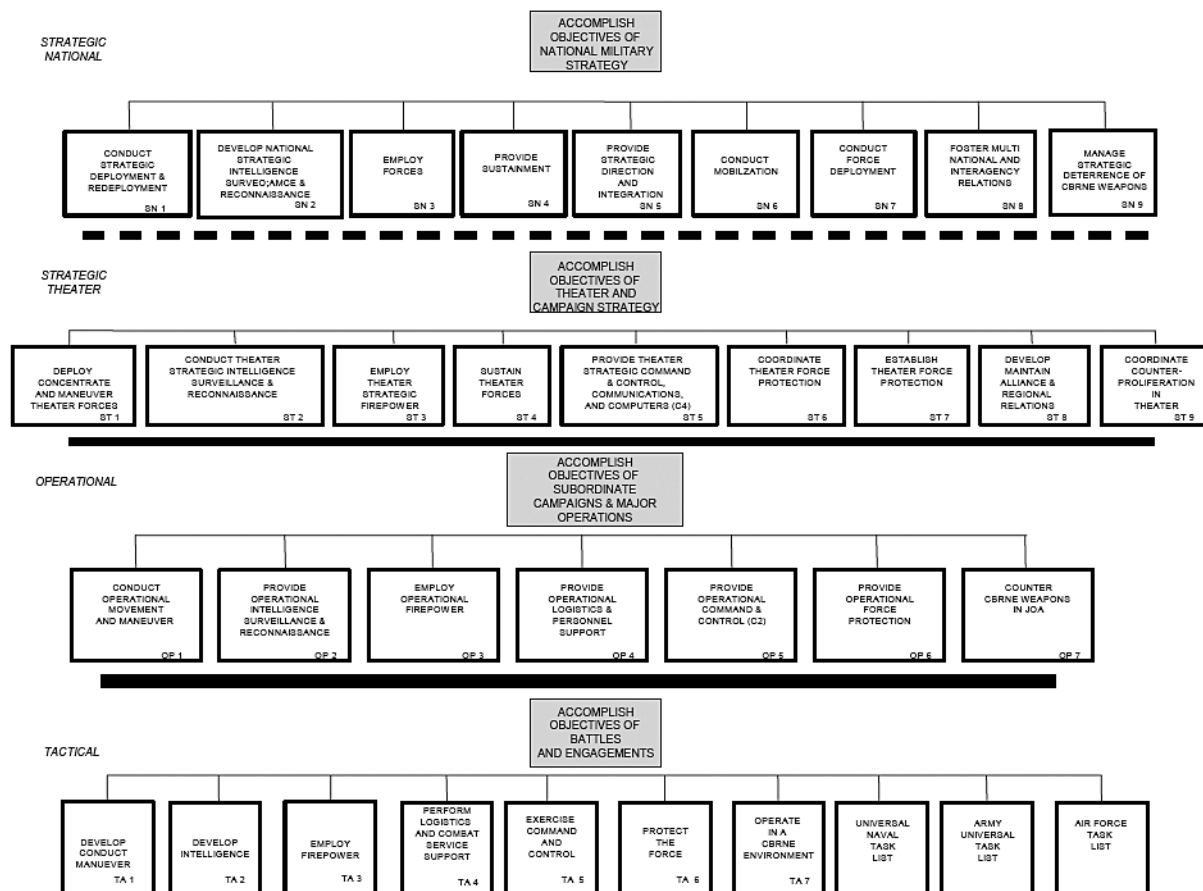 STRATEGIC
NATIONAL
ACCOMPLISH
OBJECTIVES OF
NATIONAL MILITARY
STRATEGY
CONDUCT
STRATEGIC
DEPLOYMENT &
REDEPLOYMENT
SN 1
DEVELOP NATIONAL
STRATEGIC
INTELLIGENCE
SURVEO;AMCE &
RECONNAISSANCE
SN 2
EMPLOY
FORCES
SN 3
PROVIDE
SUSTAINMENT
SN 4
PROVIDE
STRATEGIC
DIRECTION
AND
INTEGRATION
SN 5
CONDUCT
MOBILZATION
SN 6
CONDUCT
FORCE
DEPLOYMENT
SN 7
FOSTER MULTI
NATIONAL AND
INTERAGENCY
RELATIONS
SN 8
MANAGE
STRATEGIC
DETERRENCE OF
CBRNE WEAPONS
SN 9
STRATEGIC
THEATER
ACCOMPLISH
OBJECTIVES OF
THEATER AND
CAMPAIGN STRATEGY
DEPLOY
CONCENTRATE
AND MANEUVER
THEATER FORCES
ST 1
CONDUCT THEATER
STRATEGIC INTELLIGENCE
SURVEILLANCE &
RECONNAISSANCE
ST 2
EMPLOY
THEATER
STRATEGIC
FIREPOWER
ST 3
SUSTAIN
THEATER
FORCES
ST 4
PROVIDE THEATER
STRATEGIC COMMAND
& CONTROL,
COMMUNICATIONS,
AND COMPUTERS (C4)
ST 5
COORDINATE
THEATER FORCE
PROTECTION
ST 6
ESTABLISH
THEATER FORCE
PROTECTION
ST 7
DEVELOP
MAINTAIN
ALLIANCE &
REGIONAL
RELATIONS
ST 8
COORDINATE
COUNTER-
PROLIFERATION
IN
THEATER
ST 9
OPERATIONAL
ACCOMPLISH
OBJECTIVES OF
SUBORDINATE
CAMPAIGNS & MAJOR
OPERATIONS
CONDUCT
OPERATIONAL
MOVEMENT
AND MANEUVER
OP 1
PROVIDE
OPERATIONAL
INTELLIGENCE
SURVEILLANCE &
RECONNAISSANCE
OP 2
EMPLOY
OPERATIONAL
FIREPOWER
OP 3
PROVIDE
OPERATIONAL
LOGISTICS &
PERSONNEL
SUPPORT
OP 4
PROVIDE
OPERATIONAL
COMMAND &
CONTROL (C2)
OP 5
PROVIDE
OPERATIONAL
FORCE
PROTECTION
OP 6
COUNTER
CBRNE WEAPONS
IN JOA
OP 7
TACTICAL
ACCOMPLISH
OBJECTIVES OF
BATTLES
AND ENGAGEMENTS
DEVELOP
CONDUCT
MANUEVER
TA 1
DEVELOP
INTELLIGENCE
TA 2
EMPLOY
FIREPOWER
TA 3
PERFORM
LOGISTICS
AND COMBAT
SERVICE
SUPPORT
TA 4
EXERCISE
COMMAND
AND
CONTROL
TA 5
PROTECT
THE
FORCE
TA 6
OPERATE
IN A
CBRNE
ENVIRONMENT
TA 7
UNIVERSAL
NAVAL
TASK
LIST
ARMY
UNIVERSAL
TASK
LIST
AIR FORCE
TASK
LIST